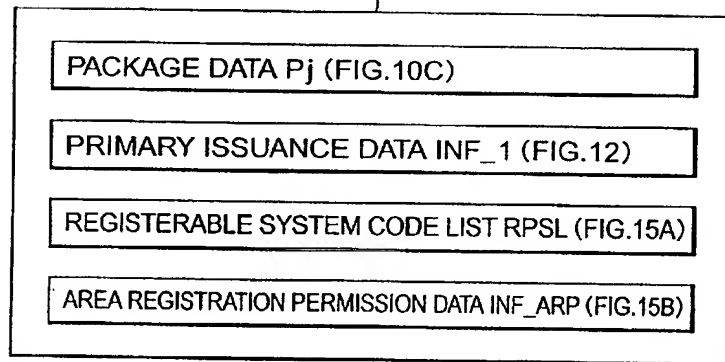 PACKAGE DATA Pj (FIG.10C)
PRIMARY ISSUANCE DATA INF_1 (FIG.12)
REGISTERABLE SYSTEM CODE LIST RPSL (FIG.15A)
AREA REGISTRATION PERMISSION DATA INF_ARP (FIG.15B)